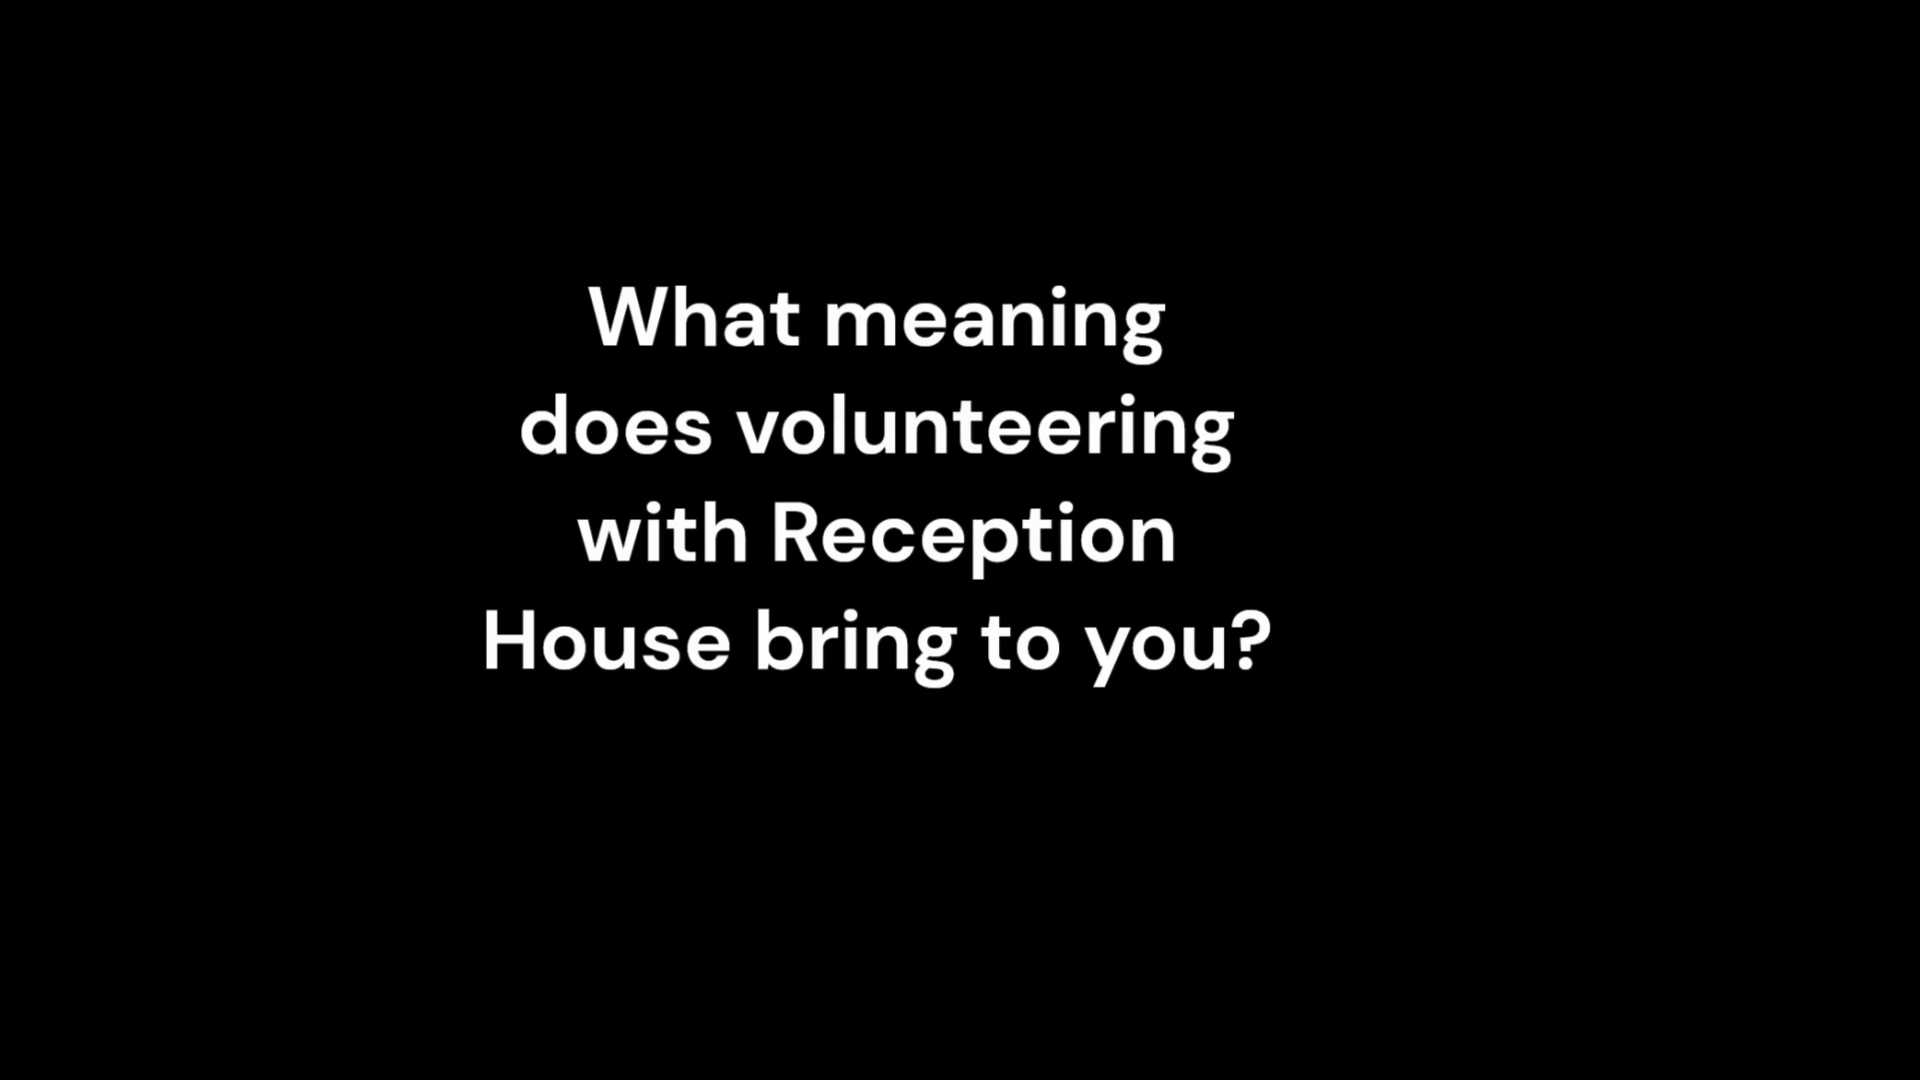 What meaning
does volunteering
with Reception
House bring to you?